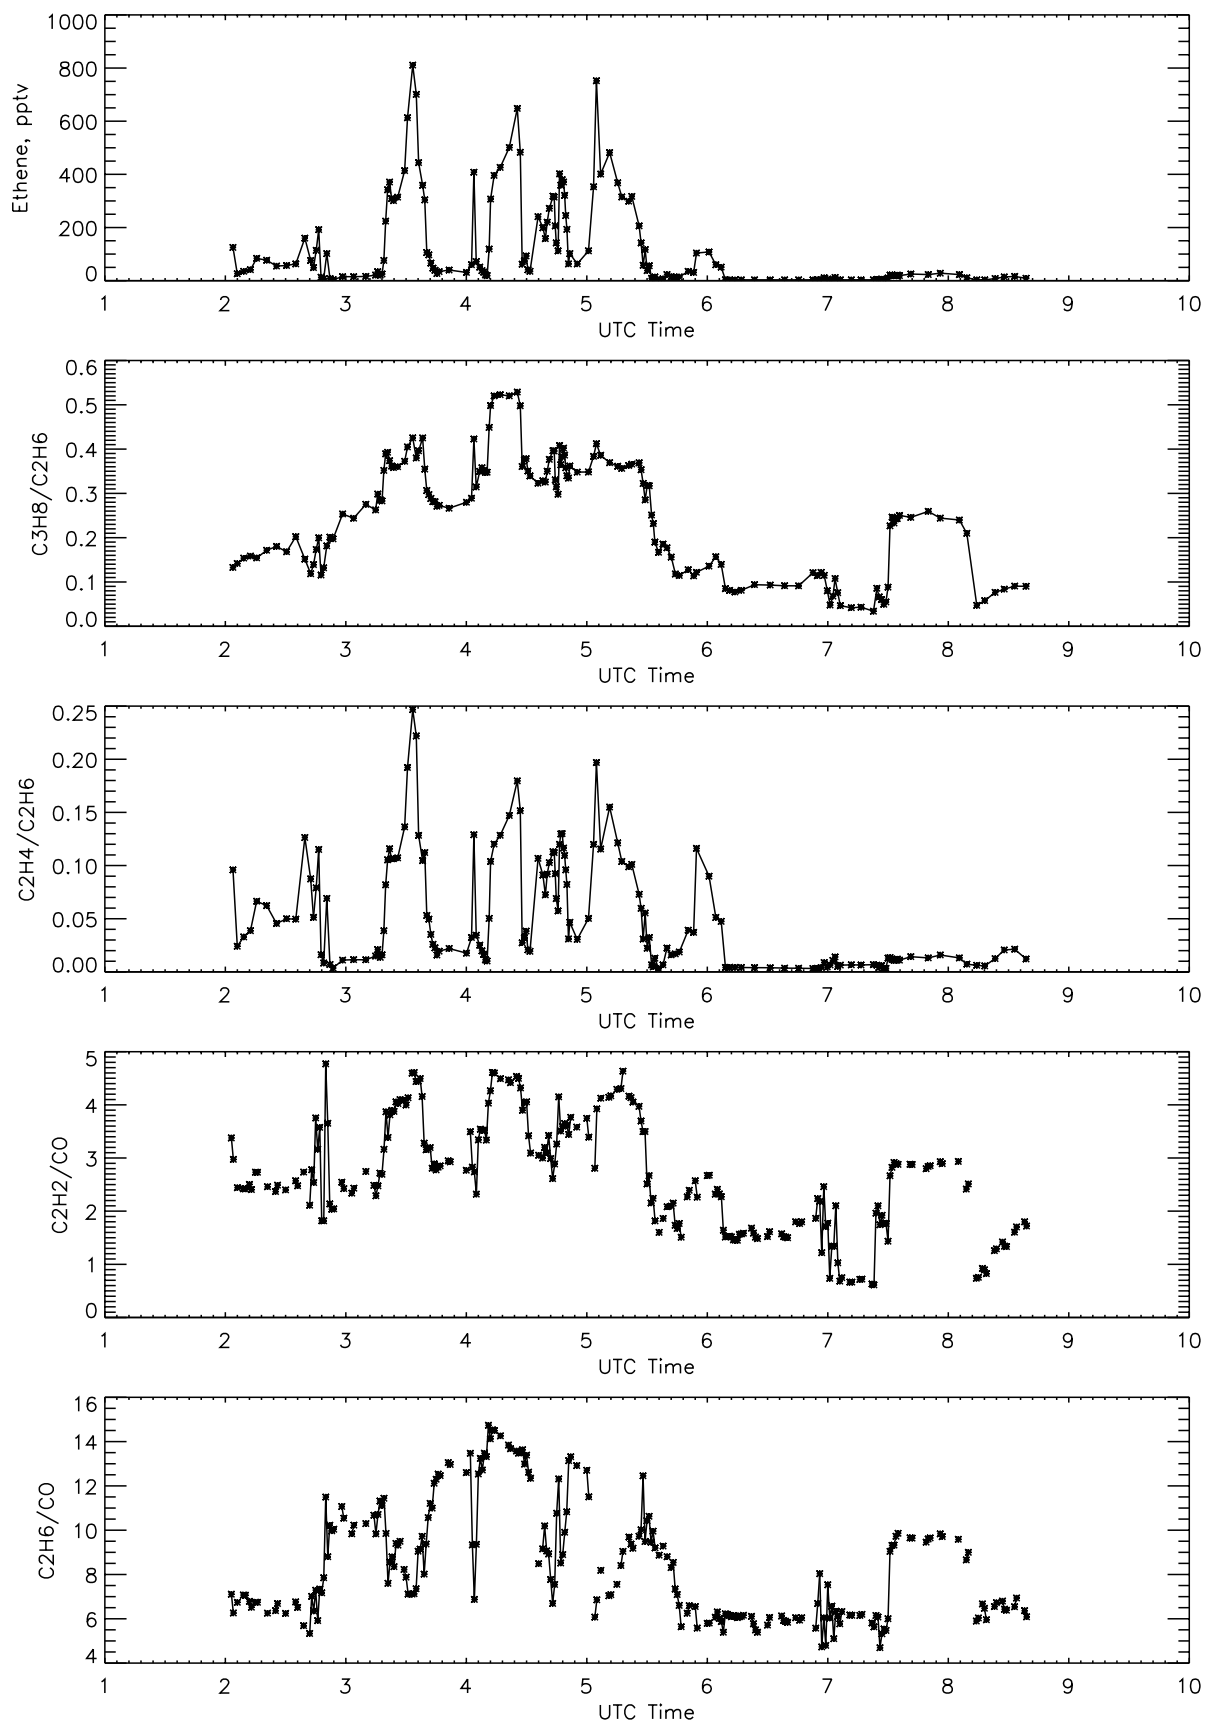 1000
800
600
400
200
0
Ethene, pptv
1 2 3 4 5 6 7 8 9 10
UTC Time
0.6
0.5
0.4
0.3
0.2
0.1
0.0
C3H8/C2H6
1 2 3 4 5 6 7 8 9 10
UTC Time
0.25
0.20
0.15
0.10
0.05
0.00
C2H4/C2H6
1 2 3 4 5 6 7 8 9 10
UTC Time
5
4
3
2
1
0
C2H2/CO
1 2 3 4 5 6 7 8 9 10
UTC Time
16
14
12
10
8
6
4
C2H6/CO
1 2 3 4 5 6 7 8 9 10
UTC Time